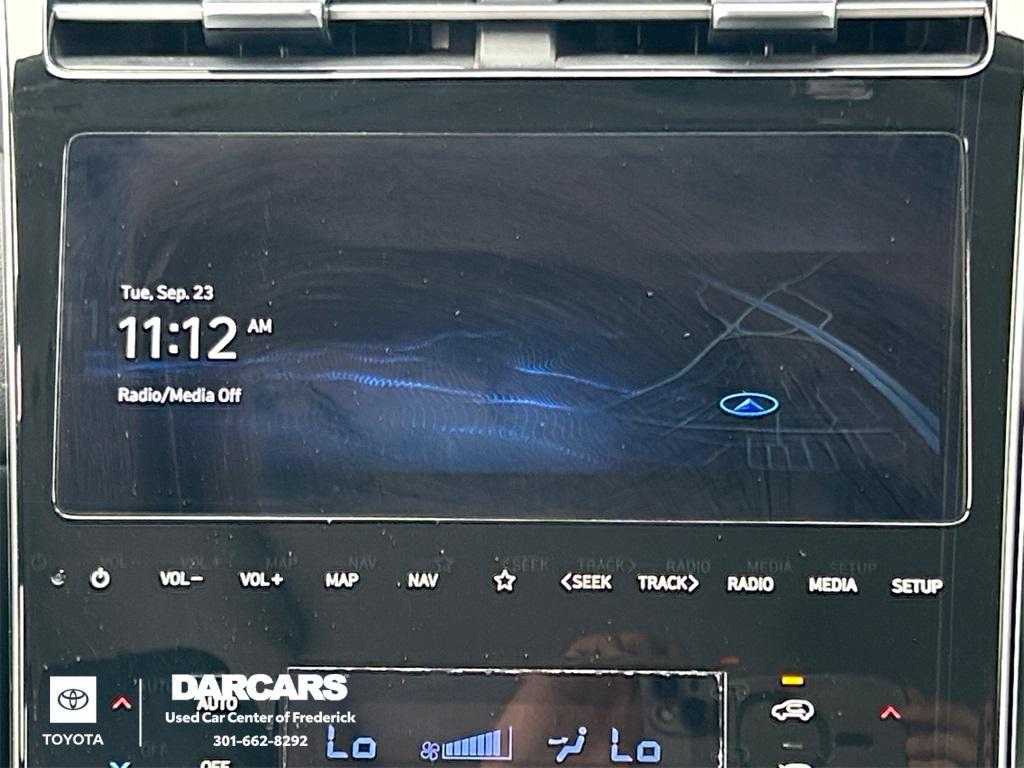 Tue, Sep. 23
11:12 AM
Radio/Media Off
VOL− VOL+ MAP NAV <SEEK TRACK> RADIO MEDIA SETUP
AUTO
OFF
Lo Lo
TOYOTA
DARCARS
Used Car Center of Frederick
301-662-8292